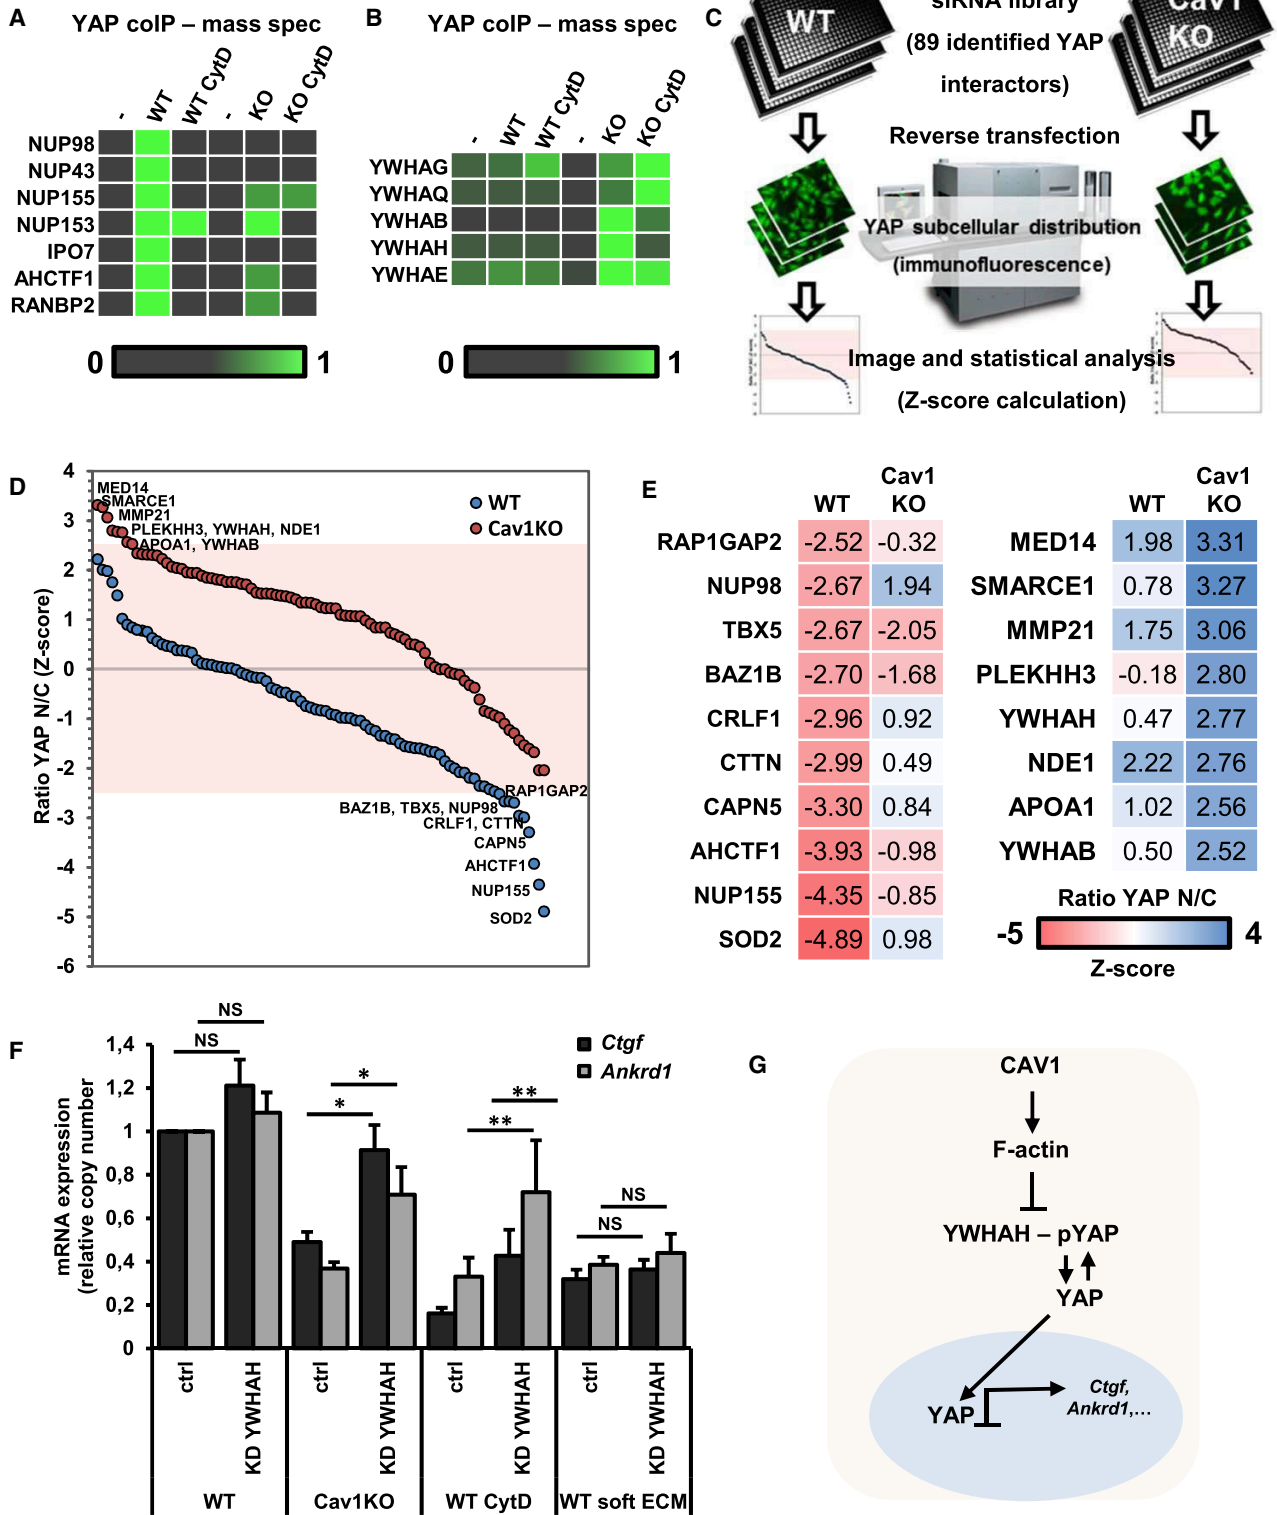 A
YAP coIP – mass spec
-
WT
WT CytD
-
KO
KO CytD
NUP98
NUP43
NUP155
NUP153
IPO7
AHCTF1
RANBP2
0
1
B
YAP coIP – mass spec
-
WT
WT CytD
-
KO
KO CytD
YWHAG
YWHAQ
YWHAB
YWHAH
YWHAE
0
1
C
WT
siRNA library
(89 identified YAP
interactors)
Cav1
KO
Reverse transfection
YAP subcellular distribution
(immunofluorescence)
Image and statistical analysis
(Z-score calculation)
D
Ratio YAP N/C (Z-score)
4
3
2
1
0
-1
-2
-3
-4
-5
-6
MED14
SMARCE1
MMP21
PLEKHH3, YWHAH, NDE1
APOA1, YWHAB
WT
Cav1KO
RAP1GAP2
BAZ1B, TBX5, NUP98
CRLF1, CTTN
CAPN5
AHCTF1
NUP155
SOD2
E
WT
Cav1
KO
RAP1GAP2 -2.52 -0.32
NUP98 -2.67 1.94
TBX5 -2.67 -2.05
BAZ1B -2.70 -1.68
CRLF1 -2.96 0.92
CTTN -2.99 0.49
CAPN5 -3.30 0.84
AHCTF1 -3.93 -0.98
NUP155 -4.35 -0.85
SOD2 -4.89 0.98
WT
Cav1
KO
MED14 1.98 3.31
SMARCE1 0.78 3.27
MMP21 1.75 3.06
PLEKHH3 -0.18 2.80
YWHAH 0.47 2.77
NDE1 2.22 2.76
APOA1 1.02 2.56
YWHAB 0.50 2.52
Ratio YAP N/C
-5
4
Z-score
F
mRNA expression
(relative copy number
1,4
1,2
1
0,8
0,6
0,4
0,2
0
NS
NS
*
*
**
**
NS
NS
Ctgf
Ankrd1
ctrl
KD YWHAH
ctrl
KD YWHAH
ctrl
KD YWHAH
ctrl
KD YWHAH
WT
Cav1KO
WT CytD
WT soft ECM
G
CAV1
F-actin
YWHAH – pYAP
YAP
YAP
Ctgf,
Ankrd1,...